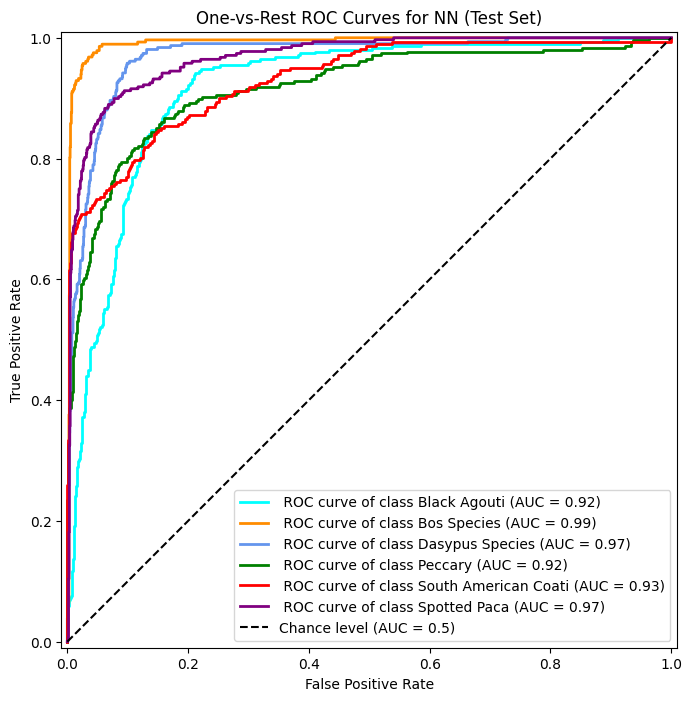 One-vs-Rest ROC Curves for NN (Test Set)
1.0
0.8
0.6
0.4
0.2
0.0
True Positive Rate
ROC curve of class Black Agouti (AUC = 0.92)
ROC curve of class Bos Species (AUC = 0.99)
ROC curve of class Dasypus Species (AUC = 0.97)
ROC curve of class Peccary (AUC = 0.92)
ROC curve of class South American Coati (AUC = 0.93)
ROC curve of class Spotted Paca (AUC = 0.97)
Chance level (AUC = 0.5)
0.0 0.2 0.4 0.6 0.8 1.0
False Positive Rate